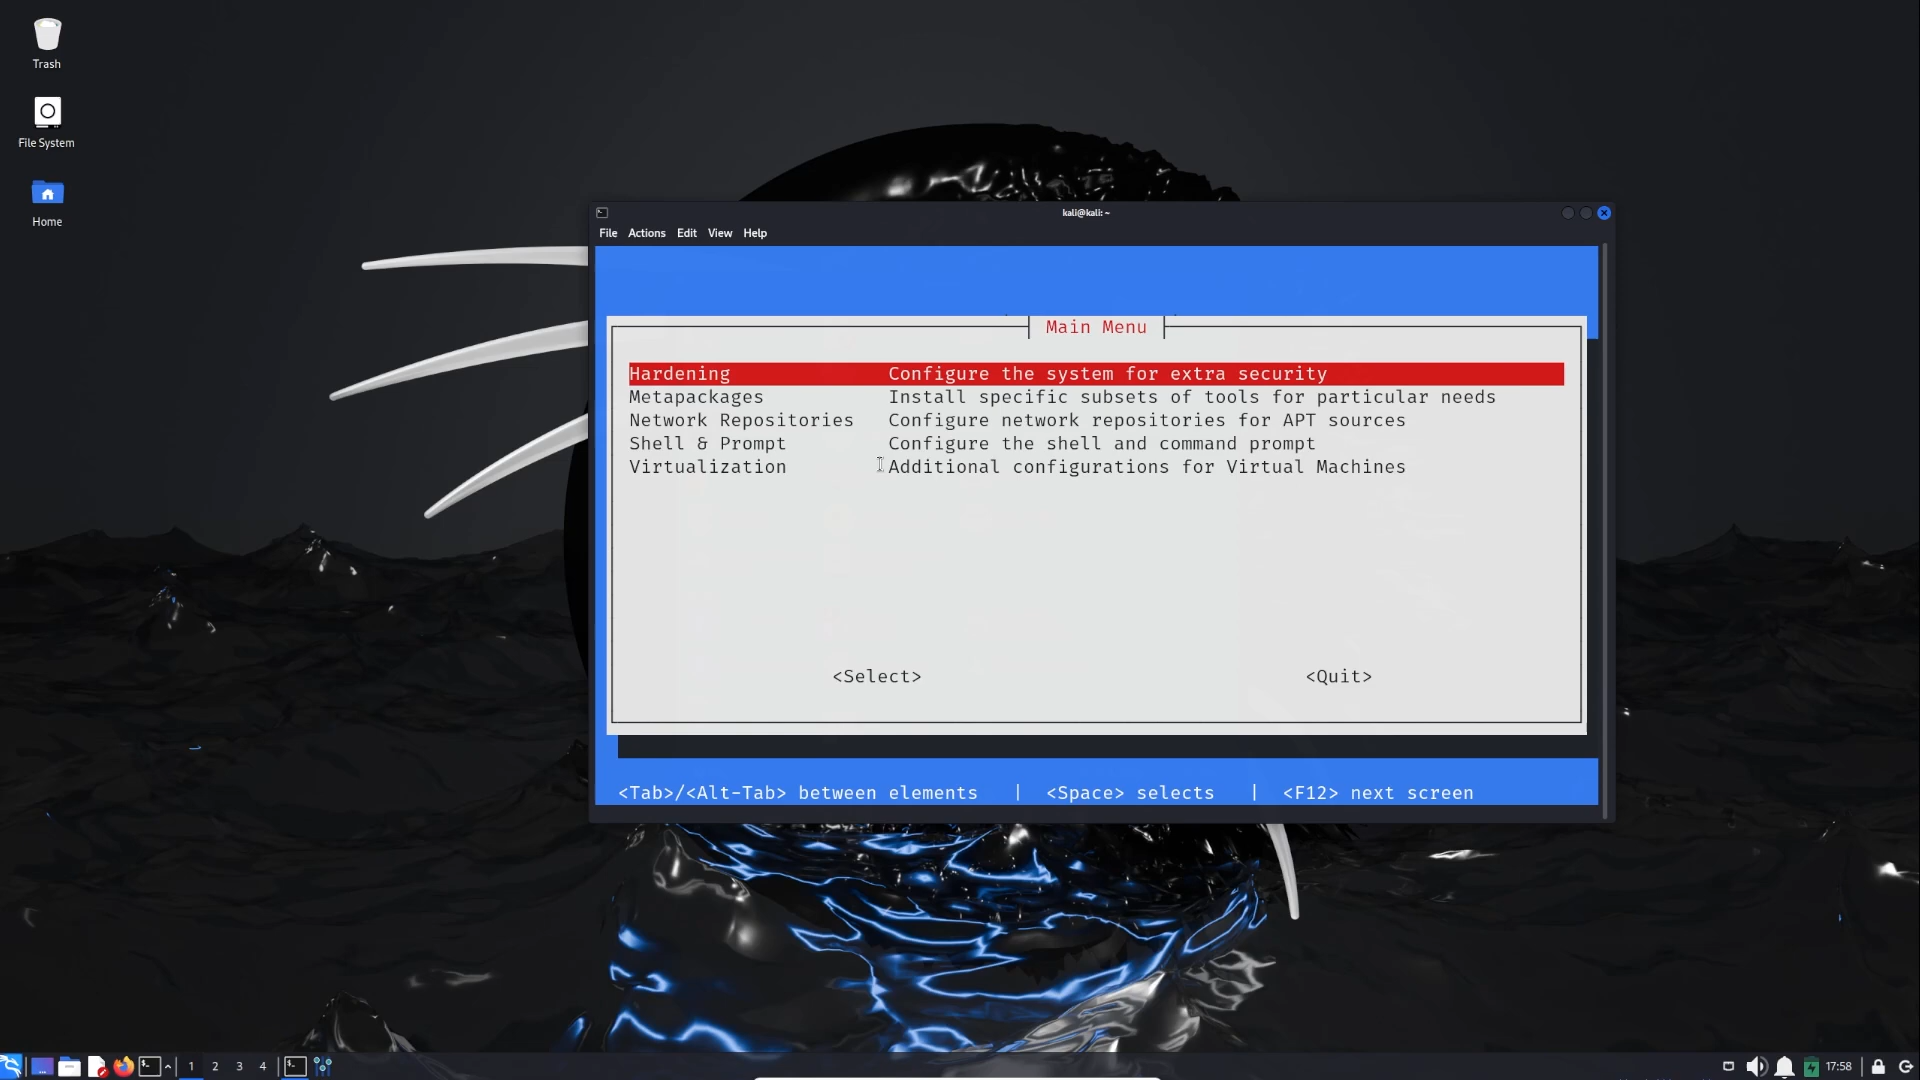 Trash
File System
Home
kali@kali: ~
File Actions Edit View Help
Main Menu
Hardening Configure the system for extra security
Metapackages Install specific subsets of tools for particular needs
Network Repositories Configure network repositories for APT sources
Shell & Prompt Configure the shell and command prompt
Virtualization Additional configurations for Virtual Machines
<Select> <Quit>
<Tab>/<Alt-Tab> between elements | <Space> selects | <F12> next screen
1 2 3 4 17:58